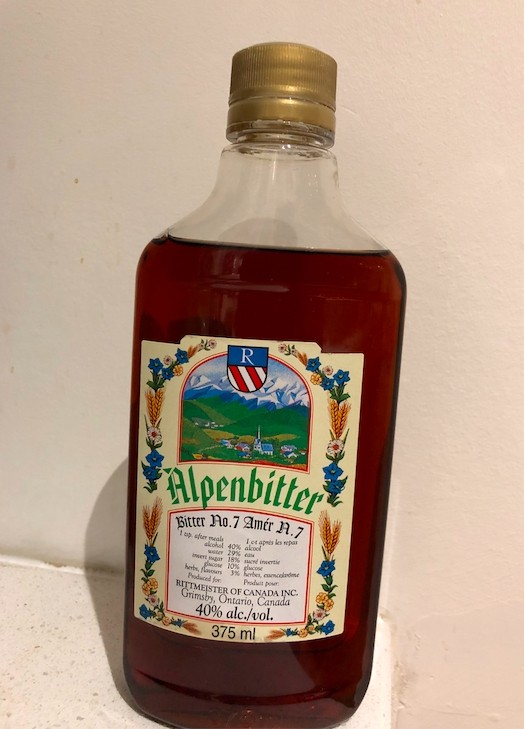 R
Alpenbitter
Bitter No.7 Amér N.7
1 tsp. after meals 1 c•t après les repas
alcohol 40% alcool
water 29% eau
invert sugar 18% sucré invertie
glucose 10% glucose
herbs, flavours 3% herbes, essence/arôme
Produced for: Produit pour:
RITTMEISTER OF CANADA INC.
Grimsby, Ontario, Canada
40% alc./vol.
375 ml